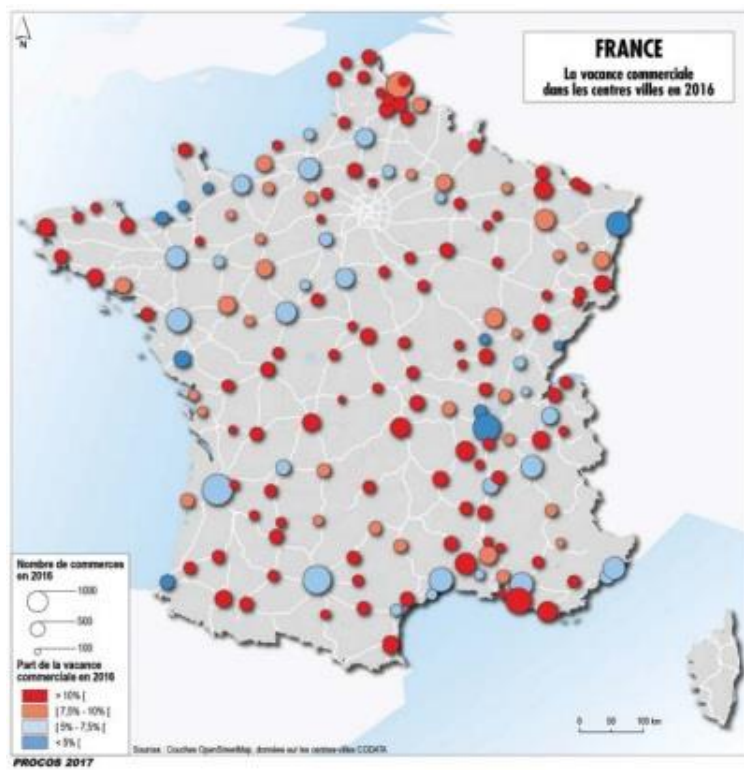 N
FRANCE
La vacance commerciale
dans les centres villes en 2016
Nombre de commerces
en 2016
1000
500
100
Part de la vacance
commerciale en 2016
> 10% [
[ 7,5% - 10% [
[ 5% - 7,5% [
< 5% [
0 50 100 km
Sources : Couches OpenStreetMap, données sur les centres-villes CODATA
PROCOS 2017